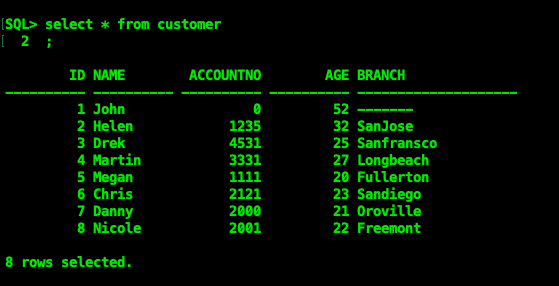 SQL> select * from customer
  2  ;

        ID NAME        ACCOUNTNO        AGE BRANCH
---------- ---------- ---------- ---------- --------------------
         1 John                0         52 -------
         2 Helen            1235         32 SanJose
         3 Drek             4531         25 Sanfransco
         4 Martin           3331         27 Longbeach
         5 Megan            1111         20 Fullerton
         6 Chris            2121         23 Sandiego
         7 Danny            2000         21 Oroville
         8 Nicole           2001         22 Freemont

8 rows selected.